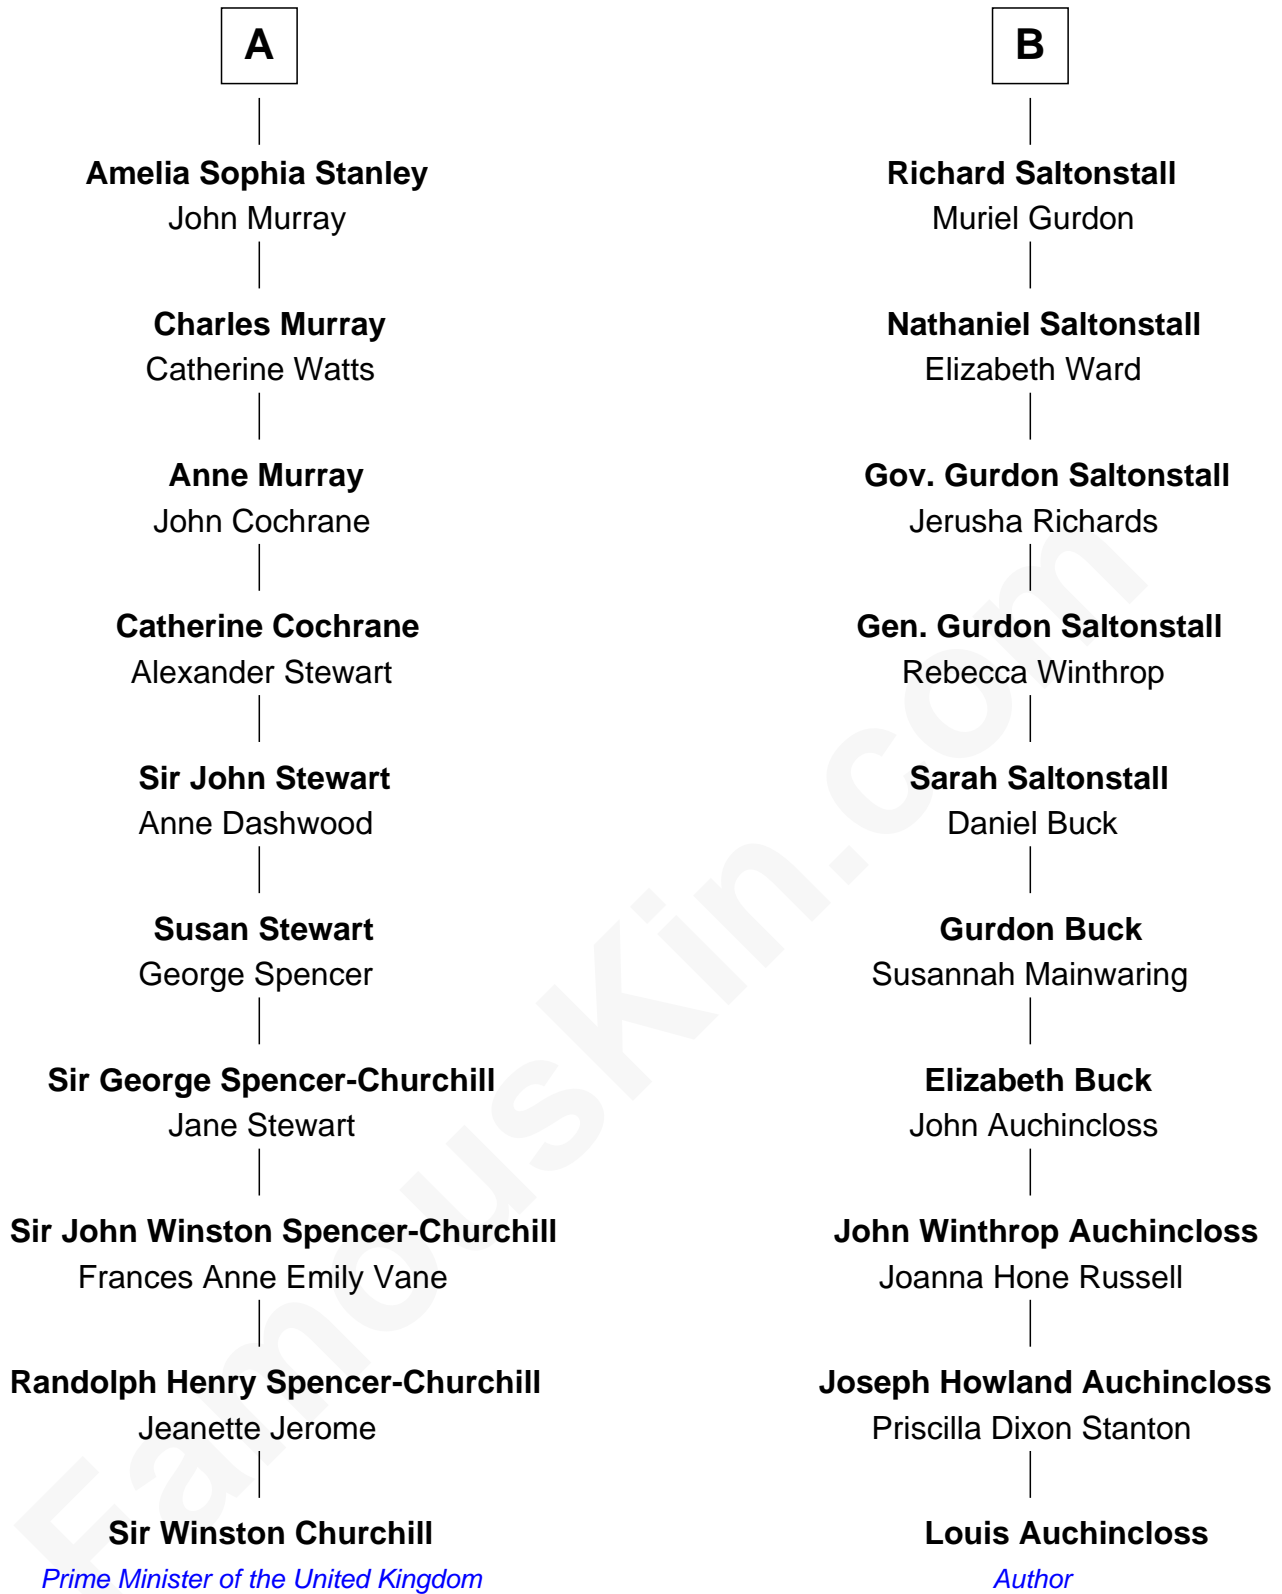 A
Amelia Sophia Stanley
John Murray
Charles Murray
Catherine Watts
Anne Murray
John Cochrane
Catherine Cochrane
Alexander Stewart
Sir John Stewart
Anne Dashwood
Susan Stewart
George Spencer
Sir George Spencer-Churchill
Jane Stewart
Sir John Winston Spencer-Churchill
Frances Anne Emily Vane
Randolph Henry Spencer-Churchill
Jeanette Jerome
Sir Winston Churchill
Prime Minister of the United Kingdom
B
Richard Saltonstall
Muriel Gurdon
Nathaniel Saltonstall
Elizabeth Ward
Gov. Gurdon Saltonstall
Jerusha Richards
Gen. Gurdon Saltonstall
Rebecca Winthrop
Sarah Saltonstall
Daniel Buck
Gurdon Buck
Susannah Mainwaring
Elizabeth Buck
John Auchincloss
John Winthrop Auchincloss
Joanna Hone Russell
Joseph Howland Auchincloss
Priscilla Dixon Stanton
Louis Auchincloss
Author
FamousKin.com